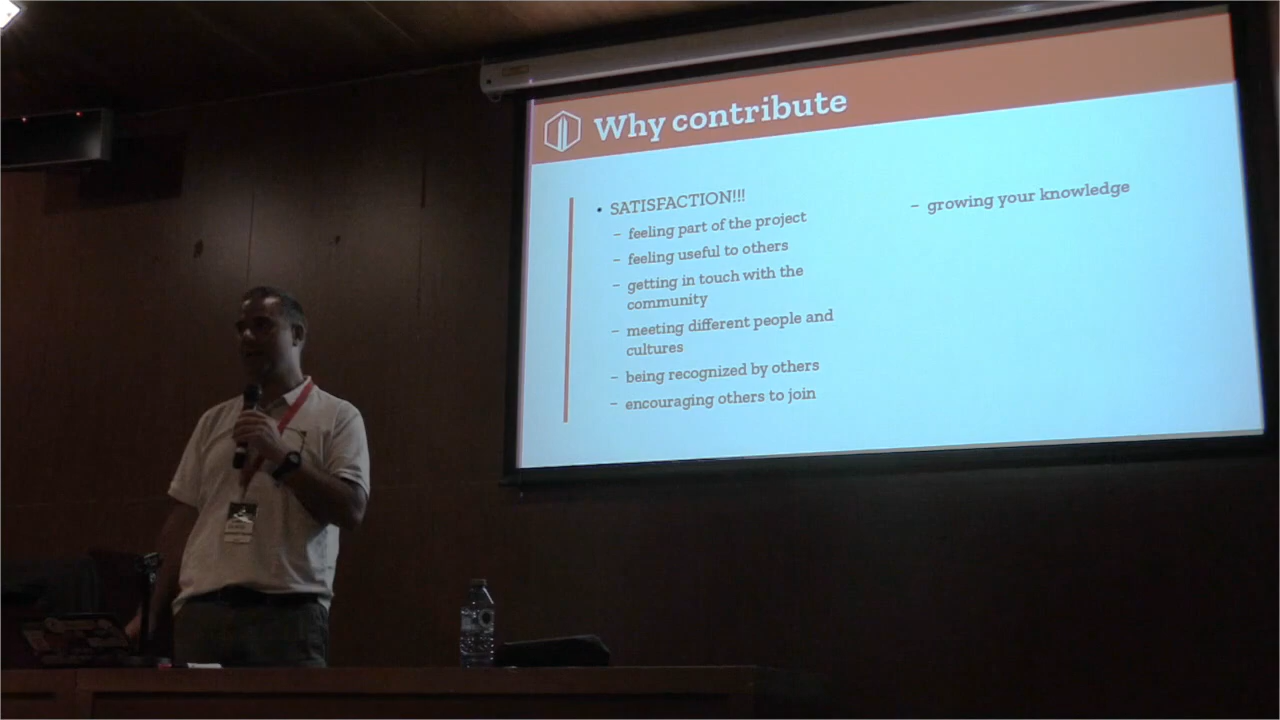 Why contribute
• SATISFACTION!!!
– feeling part of the project
– feeling useful to others
– getting in touch with the
community
– meeting different people and
cultures
– being recognized by others
– encouraging others to join
– growing your knowledge